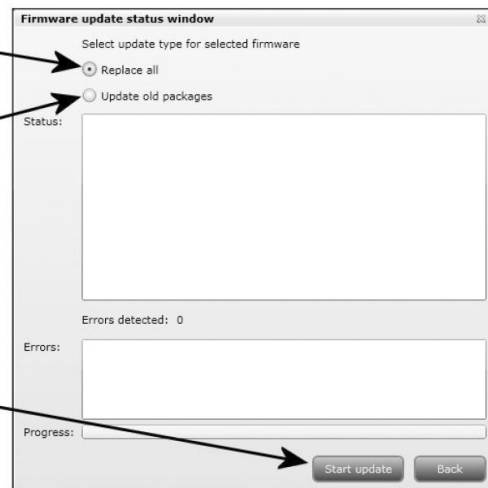 Firmware update status window
Select update type for selected firmware
Replace all
Update old packages
Status:
Errors detected: 0
Errors:
Progress:
Start update
Back